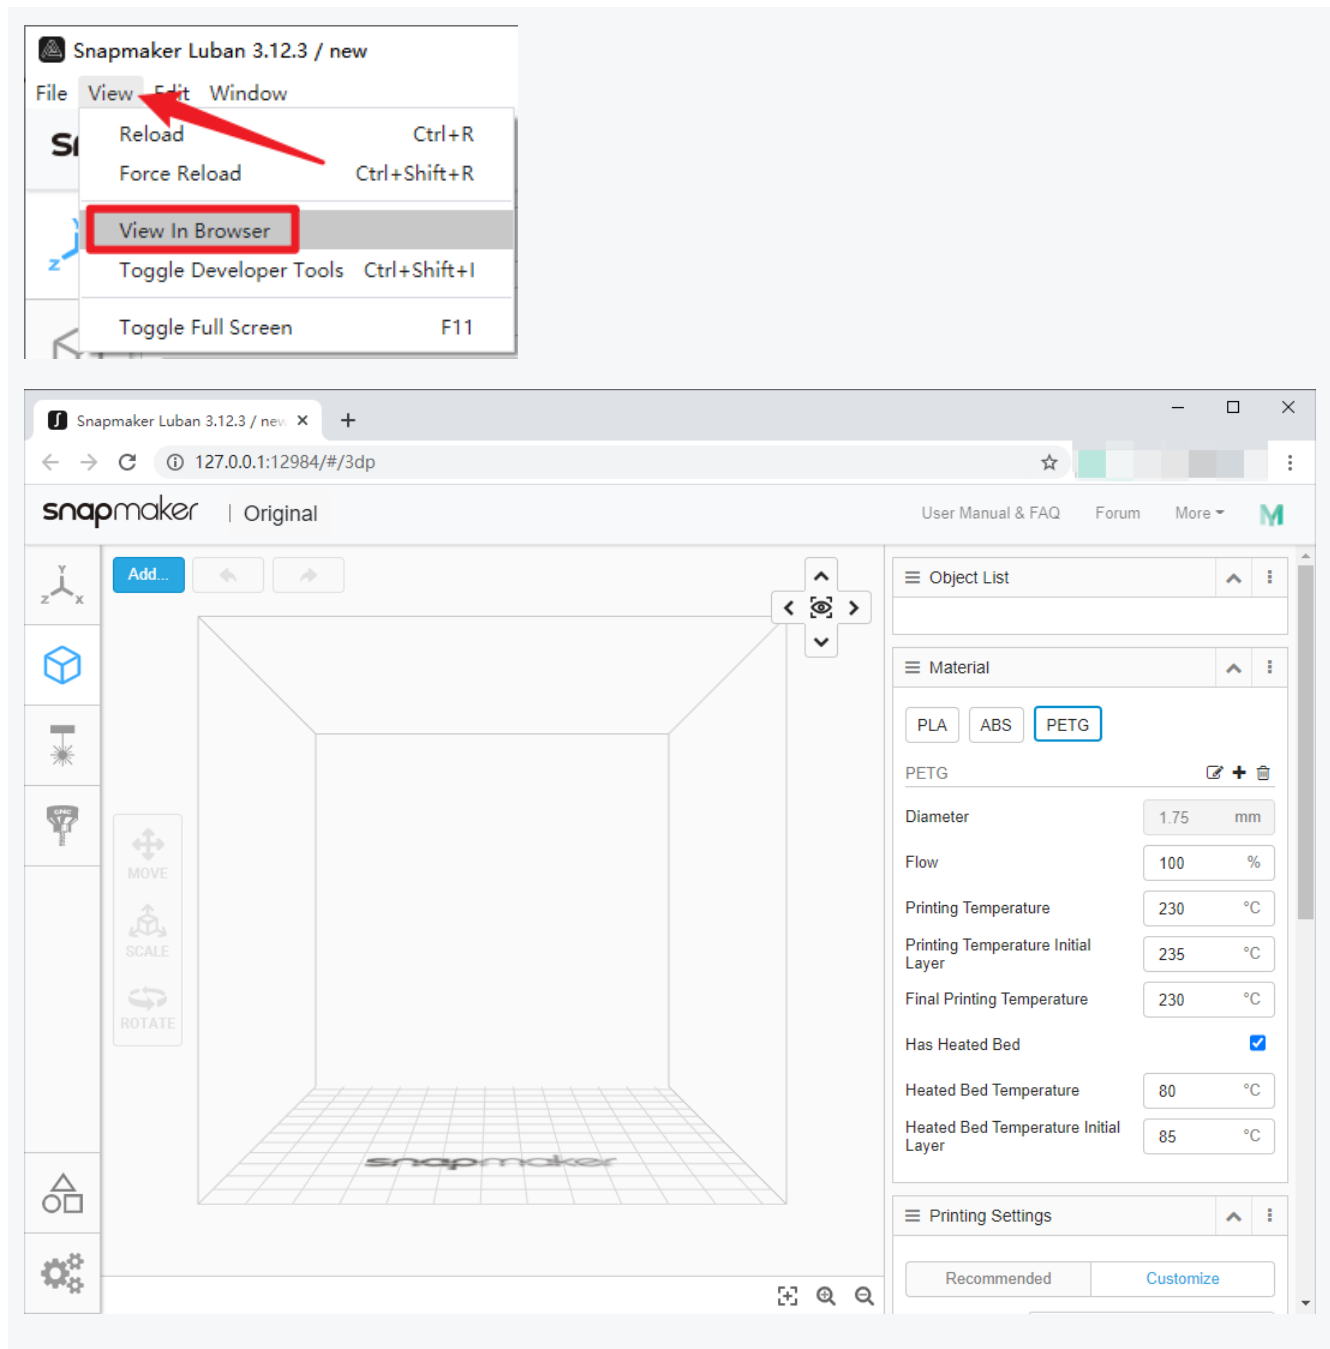 Snapmaker Luban 3.12.3 / new
File View Edit Window
Reload Ctrl+R
Force Reload Ctrl+Shift+R
View In Browser
Toggle Developer Tools Ctrl+Shift+I
Toggle Full Screen F11
Snapmaker Luban 3.12.3 / new
127.0.0.1:12984/#/3dp
snapmaker | Original
User Manual & FAQ Forum More
Y
Z X
Add...
Object List
Material
PLA ABS PETG
PETG
Diameter 1.75 mm
Flow 100 %
Printing Temperature 230 °C
Printing Temperature Initial
Layer 235 °C
Final Printing Temperature 230 °C
Has Heated Bed
Heated Bed Temperature 80 °C
Heated Bed Temperature Initial
Layer 85 °C
Printing Settings
Recommended Customize
CNC
MOVE
SCALE
ROTATE
snapmaker